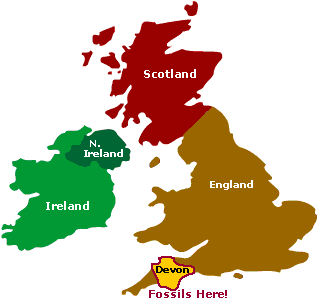 Scotland
N.
Ireland
England
Ireland
Devon
Fossils Here!